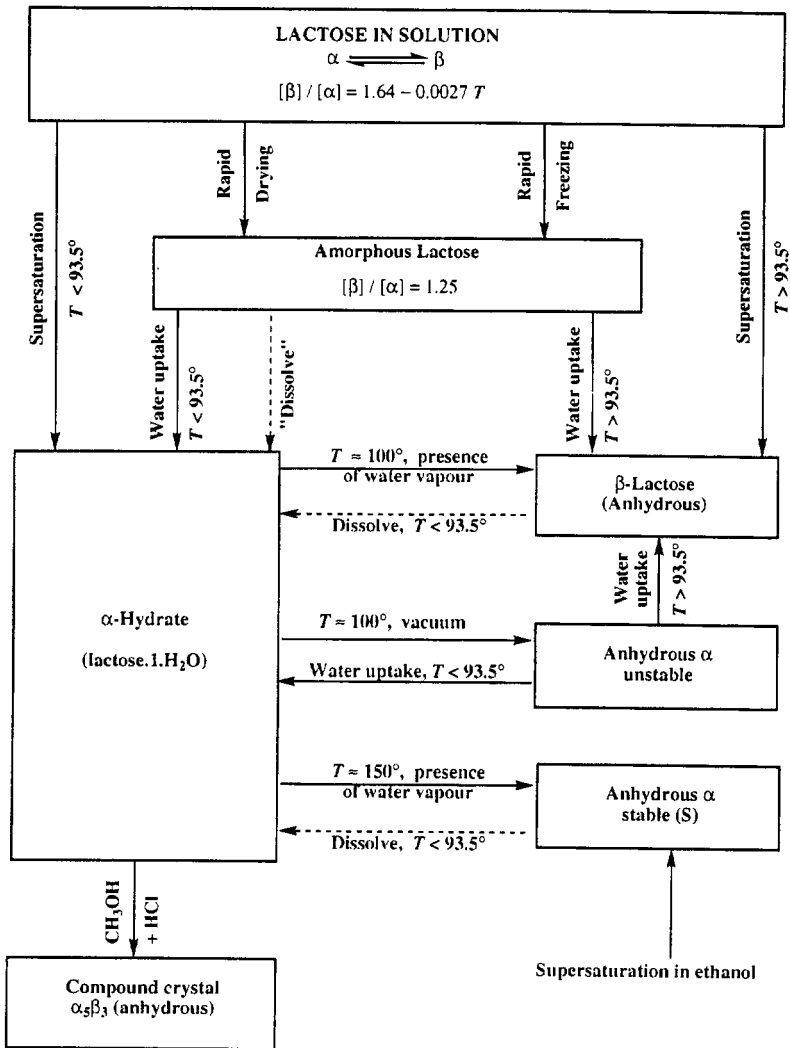 LACTOSE IN SOLUTION
α ⇌ β
[β] / [α] = 1.64 – 0.0027 T
Supersaturation
T < 93.5°
Rapid
Drying
Rapid
Freezing
Supersaturation
T > 93.5°
Amorphous Lactose
[β] / [α] = 1.25
Water uptake
T < 93.5°
"Dissolve"
Water uptake
T > 93.5°
α-Hydrate
(lactose.1.H₂O)
T ≈ 100°, presence
of water vapour
Dissolve, T < 93.5°
β-Lactose
(Anhydrous)
Water
uptake
T > 93.5°
T ≈ 100°, vacuum
Water uptake, T < 93.5°
Anhydrous α
unstable
T ≈ 150°, presence
of water vapour
Dissolve, T < 93.5°
Anhydrous α
stable (S)
CH₃OH
+ HCl
Supersaturation in ethanol
Compound crystal
α₅β₃ (anhydrous)